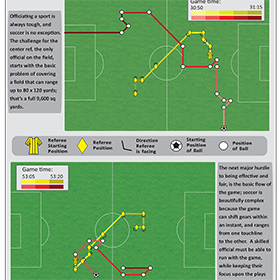 Officiating a sport is
always tough, and
soccer is no exception.
The challenge for the
center ref, the only
official on the field,
starts with the basic
problem of covering
a field that can range
up to 80 x 120 yards;
that's a full 9,600 sq
yards.
Game time:
30:50 31:15
Referee
Starting
Position
Referee
Position
Direction
Referee
is facing
Starting
Position
of Ball
Position
of Ball
Game time:
53:05 53:20
The next major hurdle
to being effective and
fair, is the basic flow of
the game; soccer is
beautifully complex
because the game
can shift gears within
an instant, and ranges
from one touchline
to the other. A skilled
official must be able to
run with the game,
while keeping their
focus upon the plays